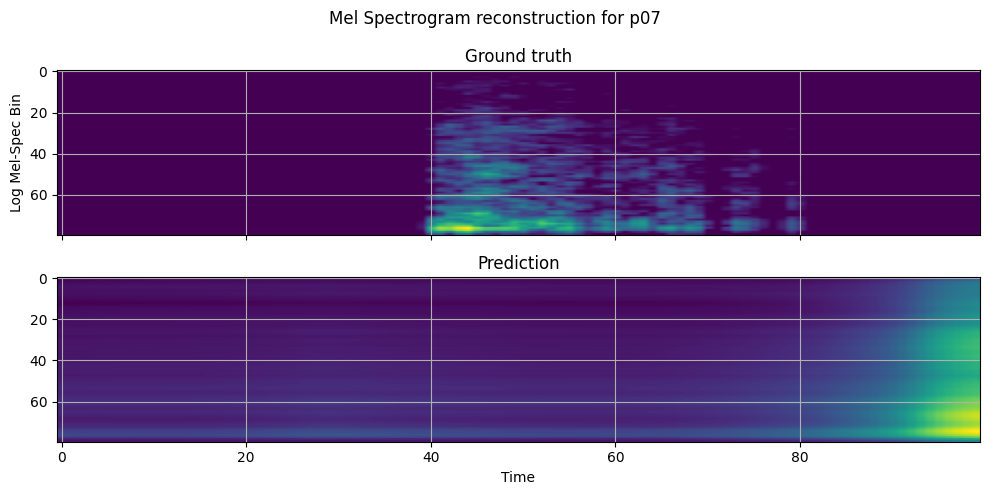 Mel Spectrogram reconstruction for p07
Ground truth
0
20
40
60
Log Mel-Spec Bin
Prediction
0
20
40
60
0 20 40 60 80
Time